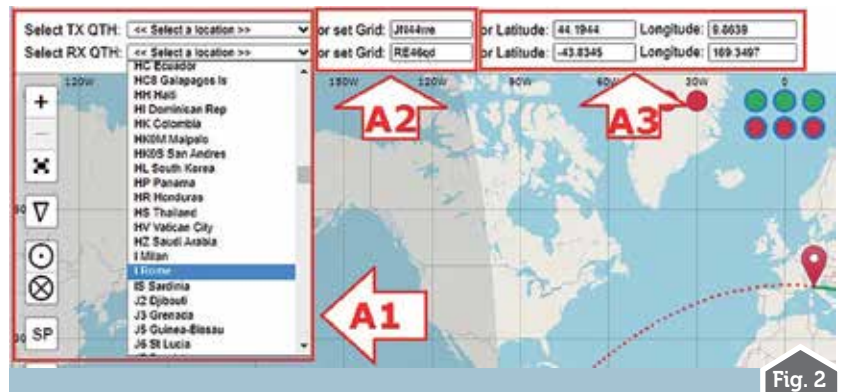 Select TX QTH: << Select a location >> or set Grid: JN44we or Latitude: 44.1944 Longitude: 9.8639
Select RX QTH: << Select a location >> or set Grid: RE46qd or Latitude: -43.8345 Longitude: 169.3497
HC Ecuador
HC8 Galapagos Is
HH Haiti
HI Dominican Rep
HK Colombia
HK0M Malpelo
HK0S San Andres
HL South Korea
HP Panama
HR Honduras
HS Thailand
HV Vatican City
HZ Saudi Arabia
I Milan
I Rome
IS Sardinia
J2 Djibouti
J3 Grenada
J5 Guinea-Bissau
J6 St Lucia
120W
150W 120W 90W 60W 30W 0
A2
A3
A1
+
SP
Fig. 2